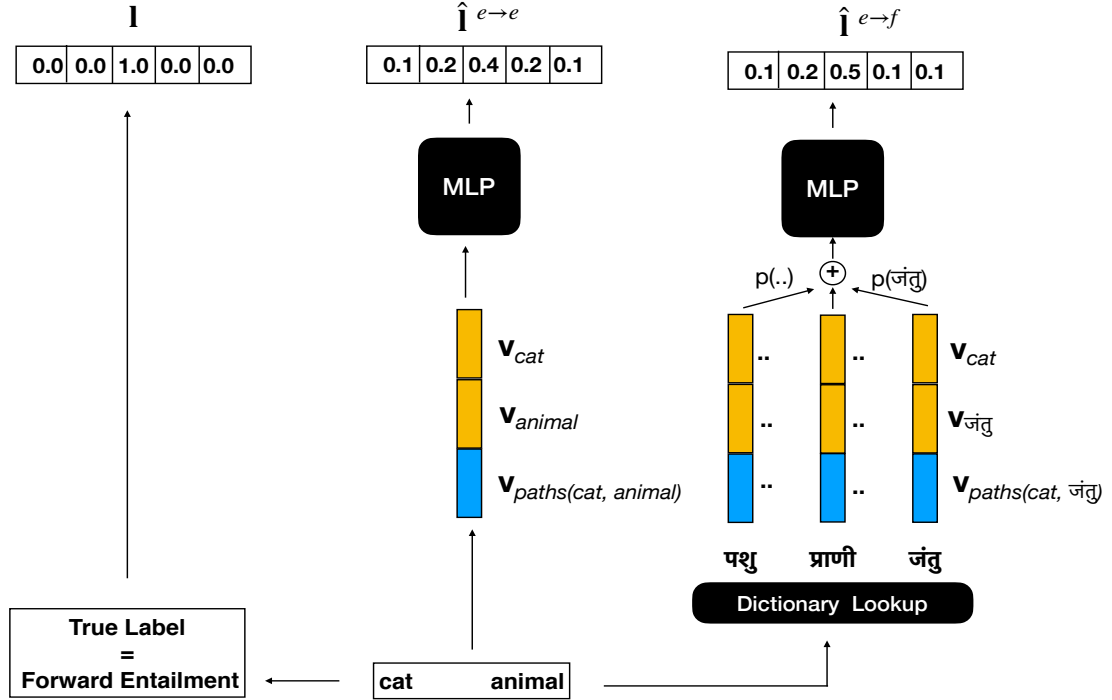 l
l̂ e→e
l̂ e→f
0.0 0.0 1.0 0.0 0.0
0.1 0.2 0.4 0.2 0.1
0.1 0.2 0.5 0.1 0.1
MLP
MLP
+
p(..)
p(जंतु)
v cat
v animal
v paths(cat, animal)
..
..
v cat
..
..
v जंतु
..
..
v paths(cat, जंतु)
पशु प्राणी जंतु
Dictionary Lookup
True Label
=
Forward Entailment
cat animal